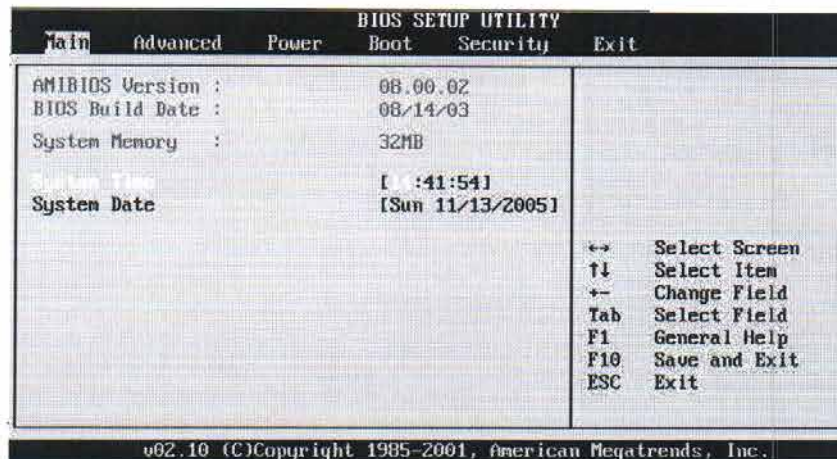 BIOS SETUP UTILITY
Main Advanced Power Boot Security Exit
AMIBIOS Version : 08.00.02
BIOS Build Date : 08/14/03
System Memory : 32MB
System Time [ :41:54]
System Date [Sun 11/13/2005]
↔ Select Screen
↑↓ Select Item
+- Change Field
Tab Select Field
F1 General Help
F10 Save and Exit
ESC Exit
v02.10 (C)Copyright 1985-2001, American Megatrends, Inc.